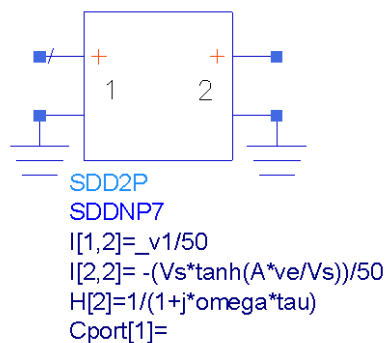 + +
1 2
SDD2P
SDDNP7
I[1,2]=_v1/50
I[2,2]= -(Vs*tanh(A*ve/Vs))/50
H[2]=1/(1+j*omega*tau)
Cport[1]=